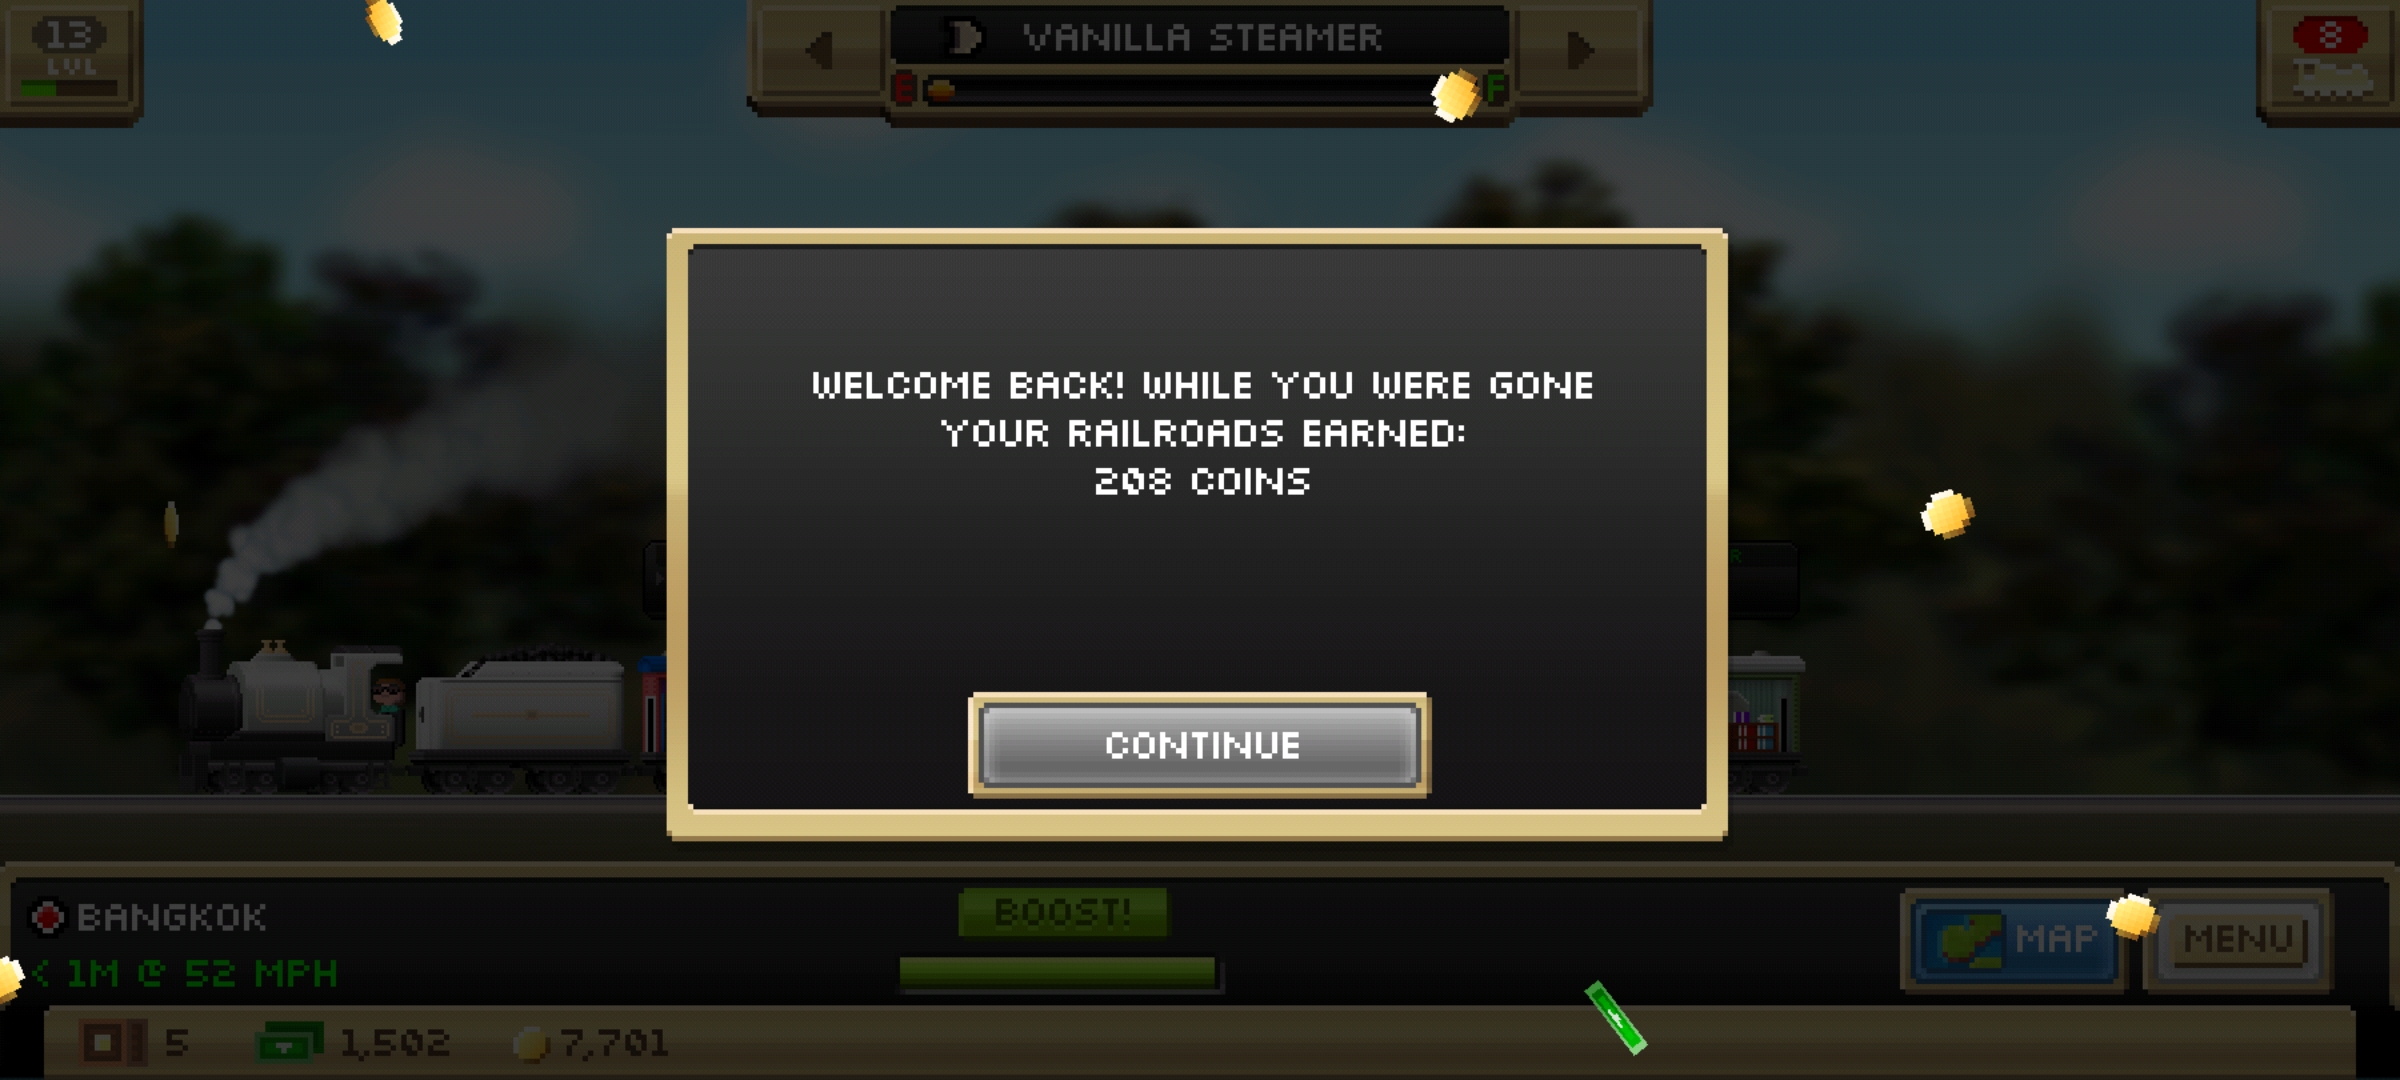 13
LVL
VANILLA STEAMER
E
F
8
WELCOME BACK! WHILE YOU WERE GONE
YOUR RAILROADS EARNED:
208 COINS
CONTINUE
BANGKOK
< 1M @ 52 MPH
BOOST!
MAP
MENU
5
1,502
7,701